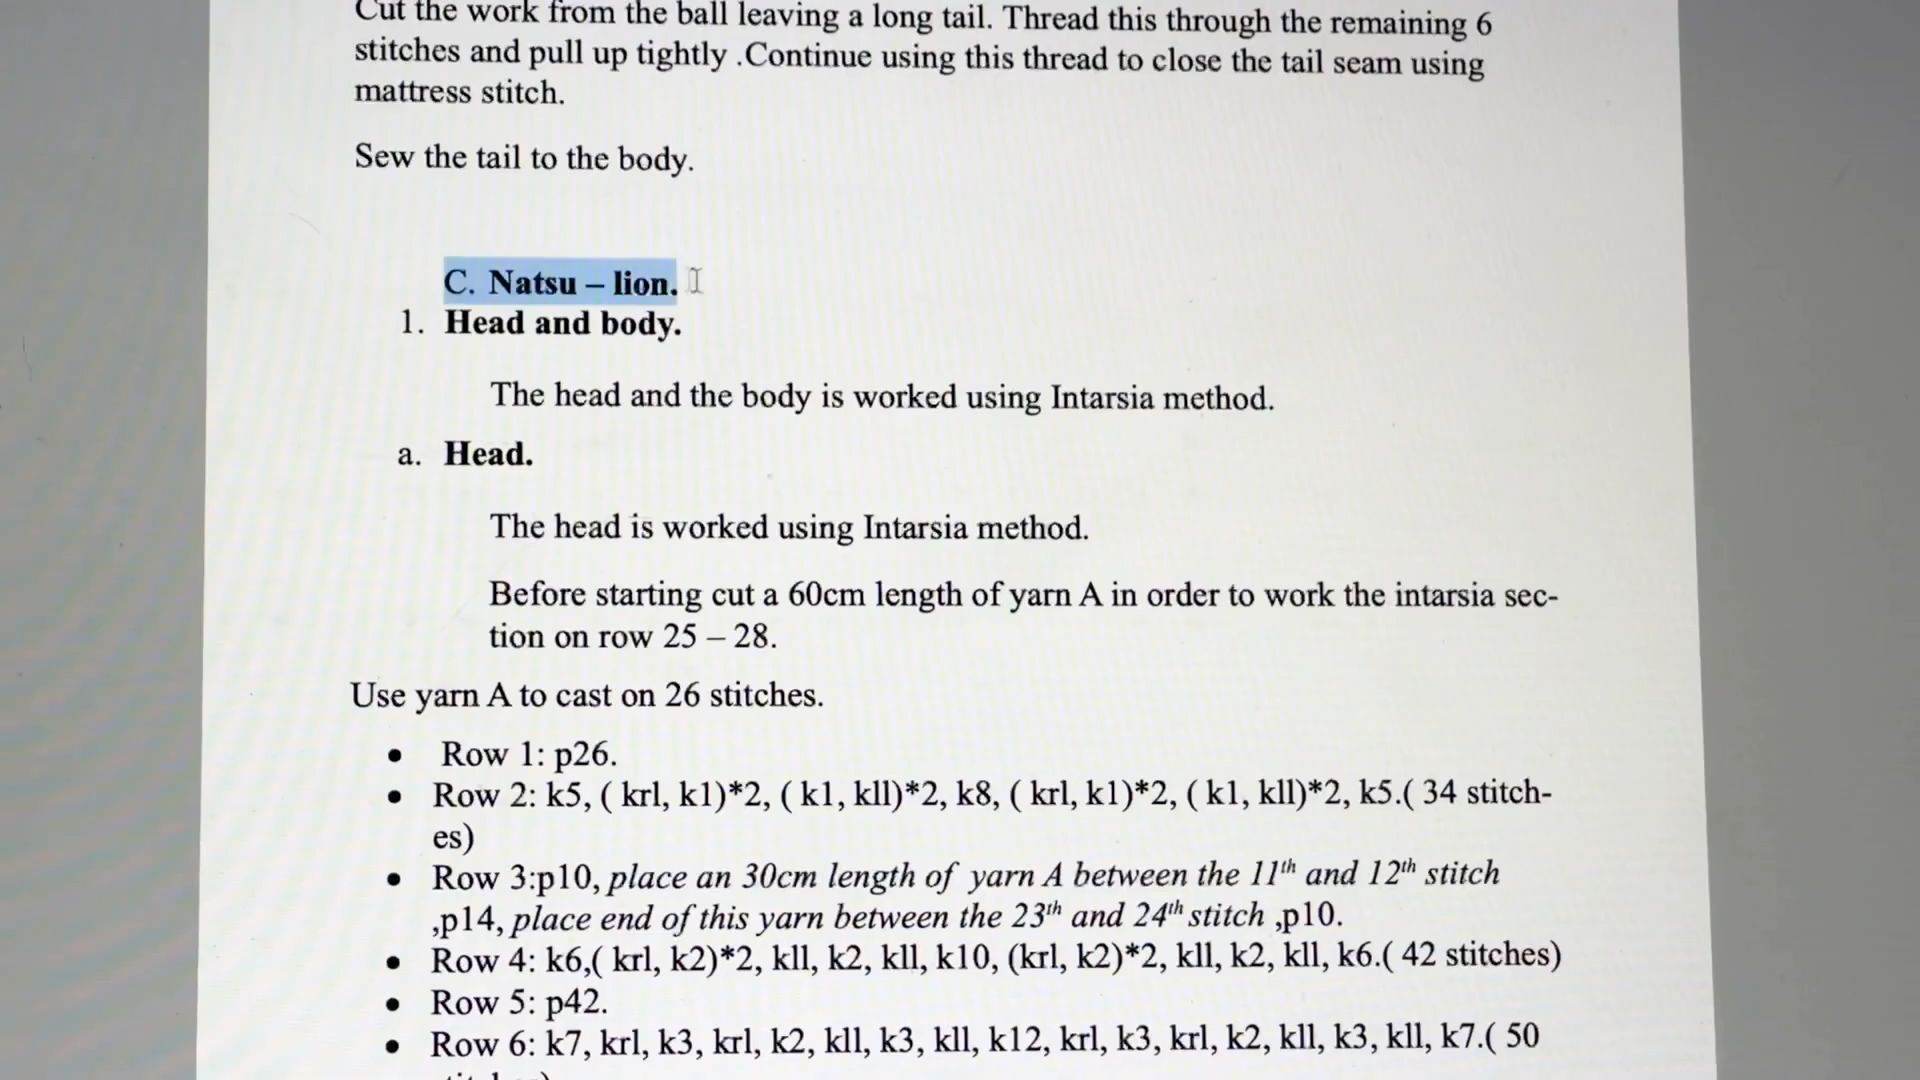 Cut the work from the ball leaving a long tail. Thread this through the remaining 6
stitches and pull up tightly .Continue using this thread to close the tail seam using
mattress stitch.
Sew the tail to the body.
C. Natsu – lion.
1. Head and body.
The head and the body is worked using Intarsia method.
a. Head.
The head is worked using Intarsia method.
Before starting cut a 60cm length of yarn A in order to work the intarsia sec-
tion on row 25 – 28.
Use yarn A to cast on 26 stitches.
• Row 1: p26.
• Row 2: k5, ( krl, k1)*2, ( k1, kll)*2, k8, ( krl, k1)*2, ( k1, kll)*2, k5.( 34 stitch-
es)
• Row 3:p10, place an 30cm length of yarn A between the 11th and 12th stitch
,p14, place end of this yarn between the 23th and 24th stitch ,p10.
• Row 4: k6,( krl, k2)*2, kll, k2, kll, k10, (krl, k2)*2, kll, k2, kll, k6.( 42 stitches)
• Row 5: p42.
• Row 6: k7, krl, k3, krl, k2, kll, k3, kll, k12, krl, k3, krl, k2, kll, k3, kll, k7.( 50